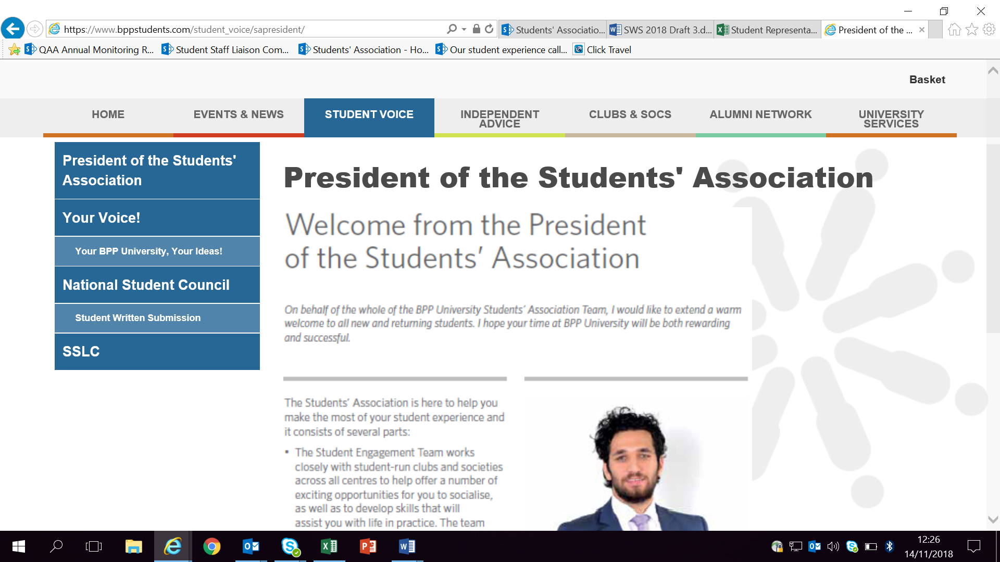 https://www.bppstudents.com/student_voice/sapresident/
Students' Associatio...
SWS 2018 Draft 3.d...
Student Representa...
President of the ...
QAA Annual Monitoring R...
Student Staff Liaison Com...
Students' Association - Ho...
Our student experience call...
Click Travel
Basket
HOME
EVENTS & NEWS
STUDENT VOICE
INDEPENDENT
ADVICE
CLUBS & SOCS
ALUMNI NETWORK
UNIVERSITY
SERVICES
President of the Students'
Association
Your Voice!
Your BPP University, Your Ideas!
National Student Council
Student Written Submission
SSLC
President of the Students' Association
Welcome from the President
of the Students’ Association
On behalf of the whole of the BPP University Students’ Association Team, I would like to extend a warm
welcome to all new and returning students. I hope your time at BPP University will be both rewarding
and successful.
The Students’ Association is here to help you
make the most of your student experience and
it consists of several parts:
• The Student Engagement Team works
closely with student-run clubs and societies
across all centres to help offer a number of
exciting opportunities for you to socialise,
as well as to develop skills that will
assist you with life in practice. The team
12:26
14/11/2018